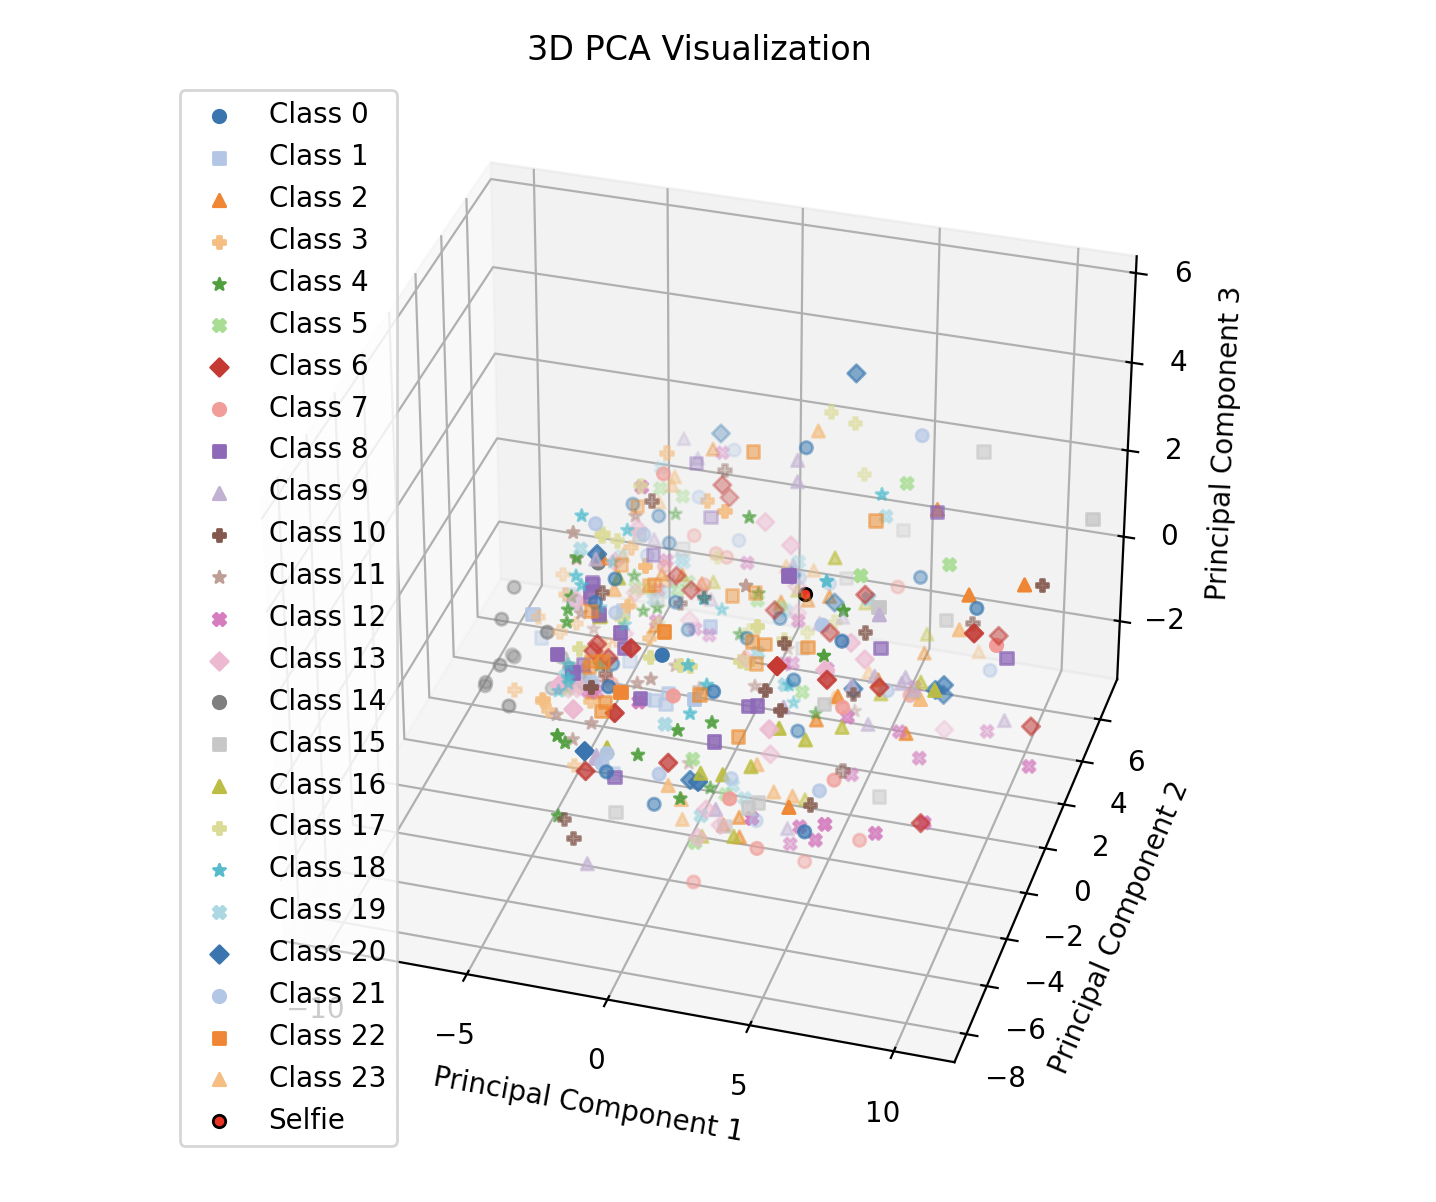 3D PCA Visualization
Class 0
Class 1
Class 2
Class 3
Class 4
Class 5
Class 6
Class 7
Class 8
Class 9
Class 10
Class 11
Class 12
Class 13
Class 14
Class 15
Class 16
Class 17
Class 18
Class 19
Class 20
Class 21
Class 22
Class 23
Selfie
−10
−5
0
5
10
Principal Component 1
−8
−6
−4
−2
0
2
4
6
Principal Component 2
−2
0
2
4
6
Principal Component 3